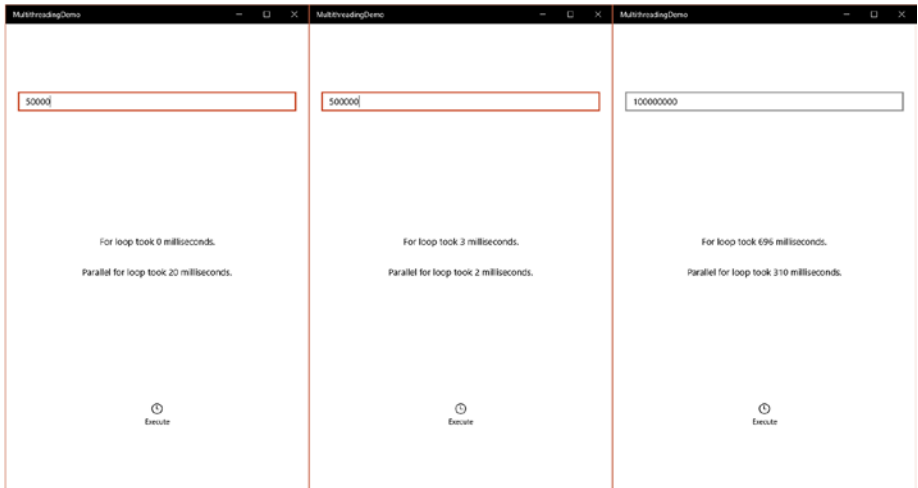 MultithreadingDemo
50000
For loop took 0 milliseconds.
Parallel for loop took 20 milliseconds.
Execute
MultithreadingDemo
500000
For loop took 3 milliseconds.
Parallel for loop took 2 milliseconds.
Execute
MultithreadingDemo
100000000
For loop took 696 milliseconds.
Parallel for loop took 310 milliseconds.
Execute